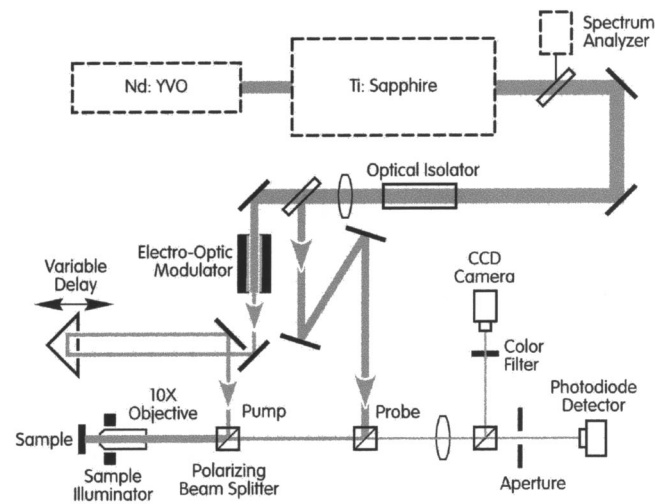 Spectrum
Analyzer
Nd: YVO
Ti: Sapphire
Optical Isolator
Electro-Optic
Modulator
Variable
Delay
CCD
Camera
Color
Filter
10X
Objective
Pump
Probe
Photodiode
Detector
Sample
Sample
Illuminator
Polarizing
Beam Splitter
Aperture